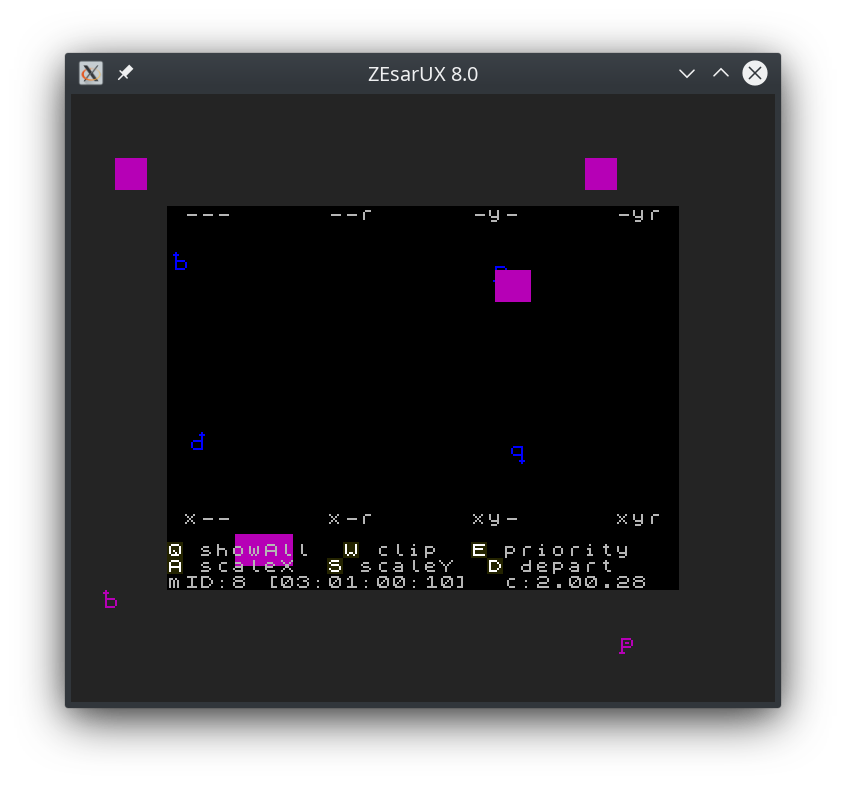 ZEsarUX 8.0
--- --r -y- -yr
x-- x-r xy- xyr
Q showAll W clip E priority
A scaleX S scaleY D depart
mID:8 [03:01:00:10] c:2.00.28
P